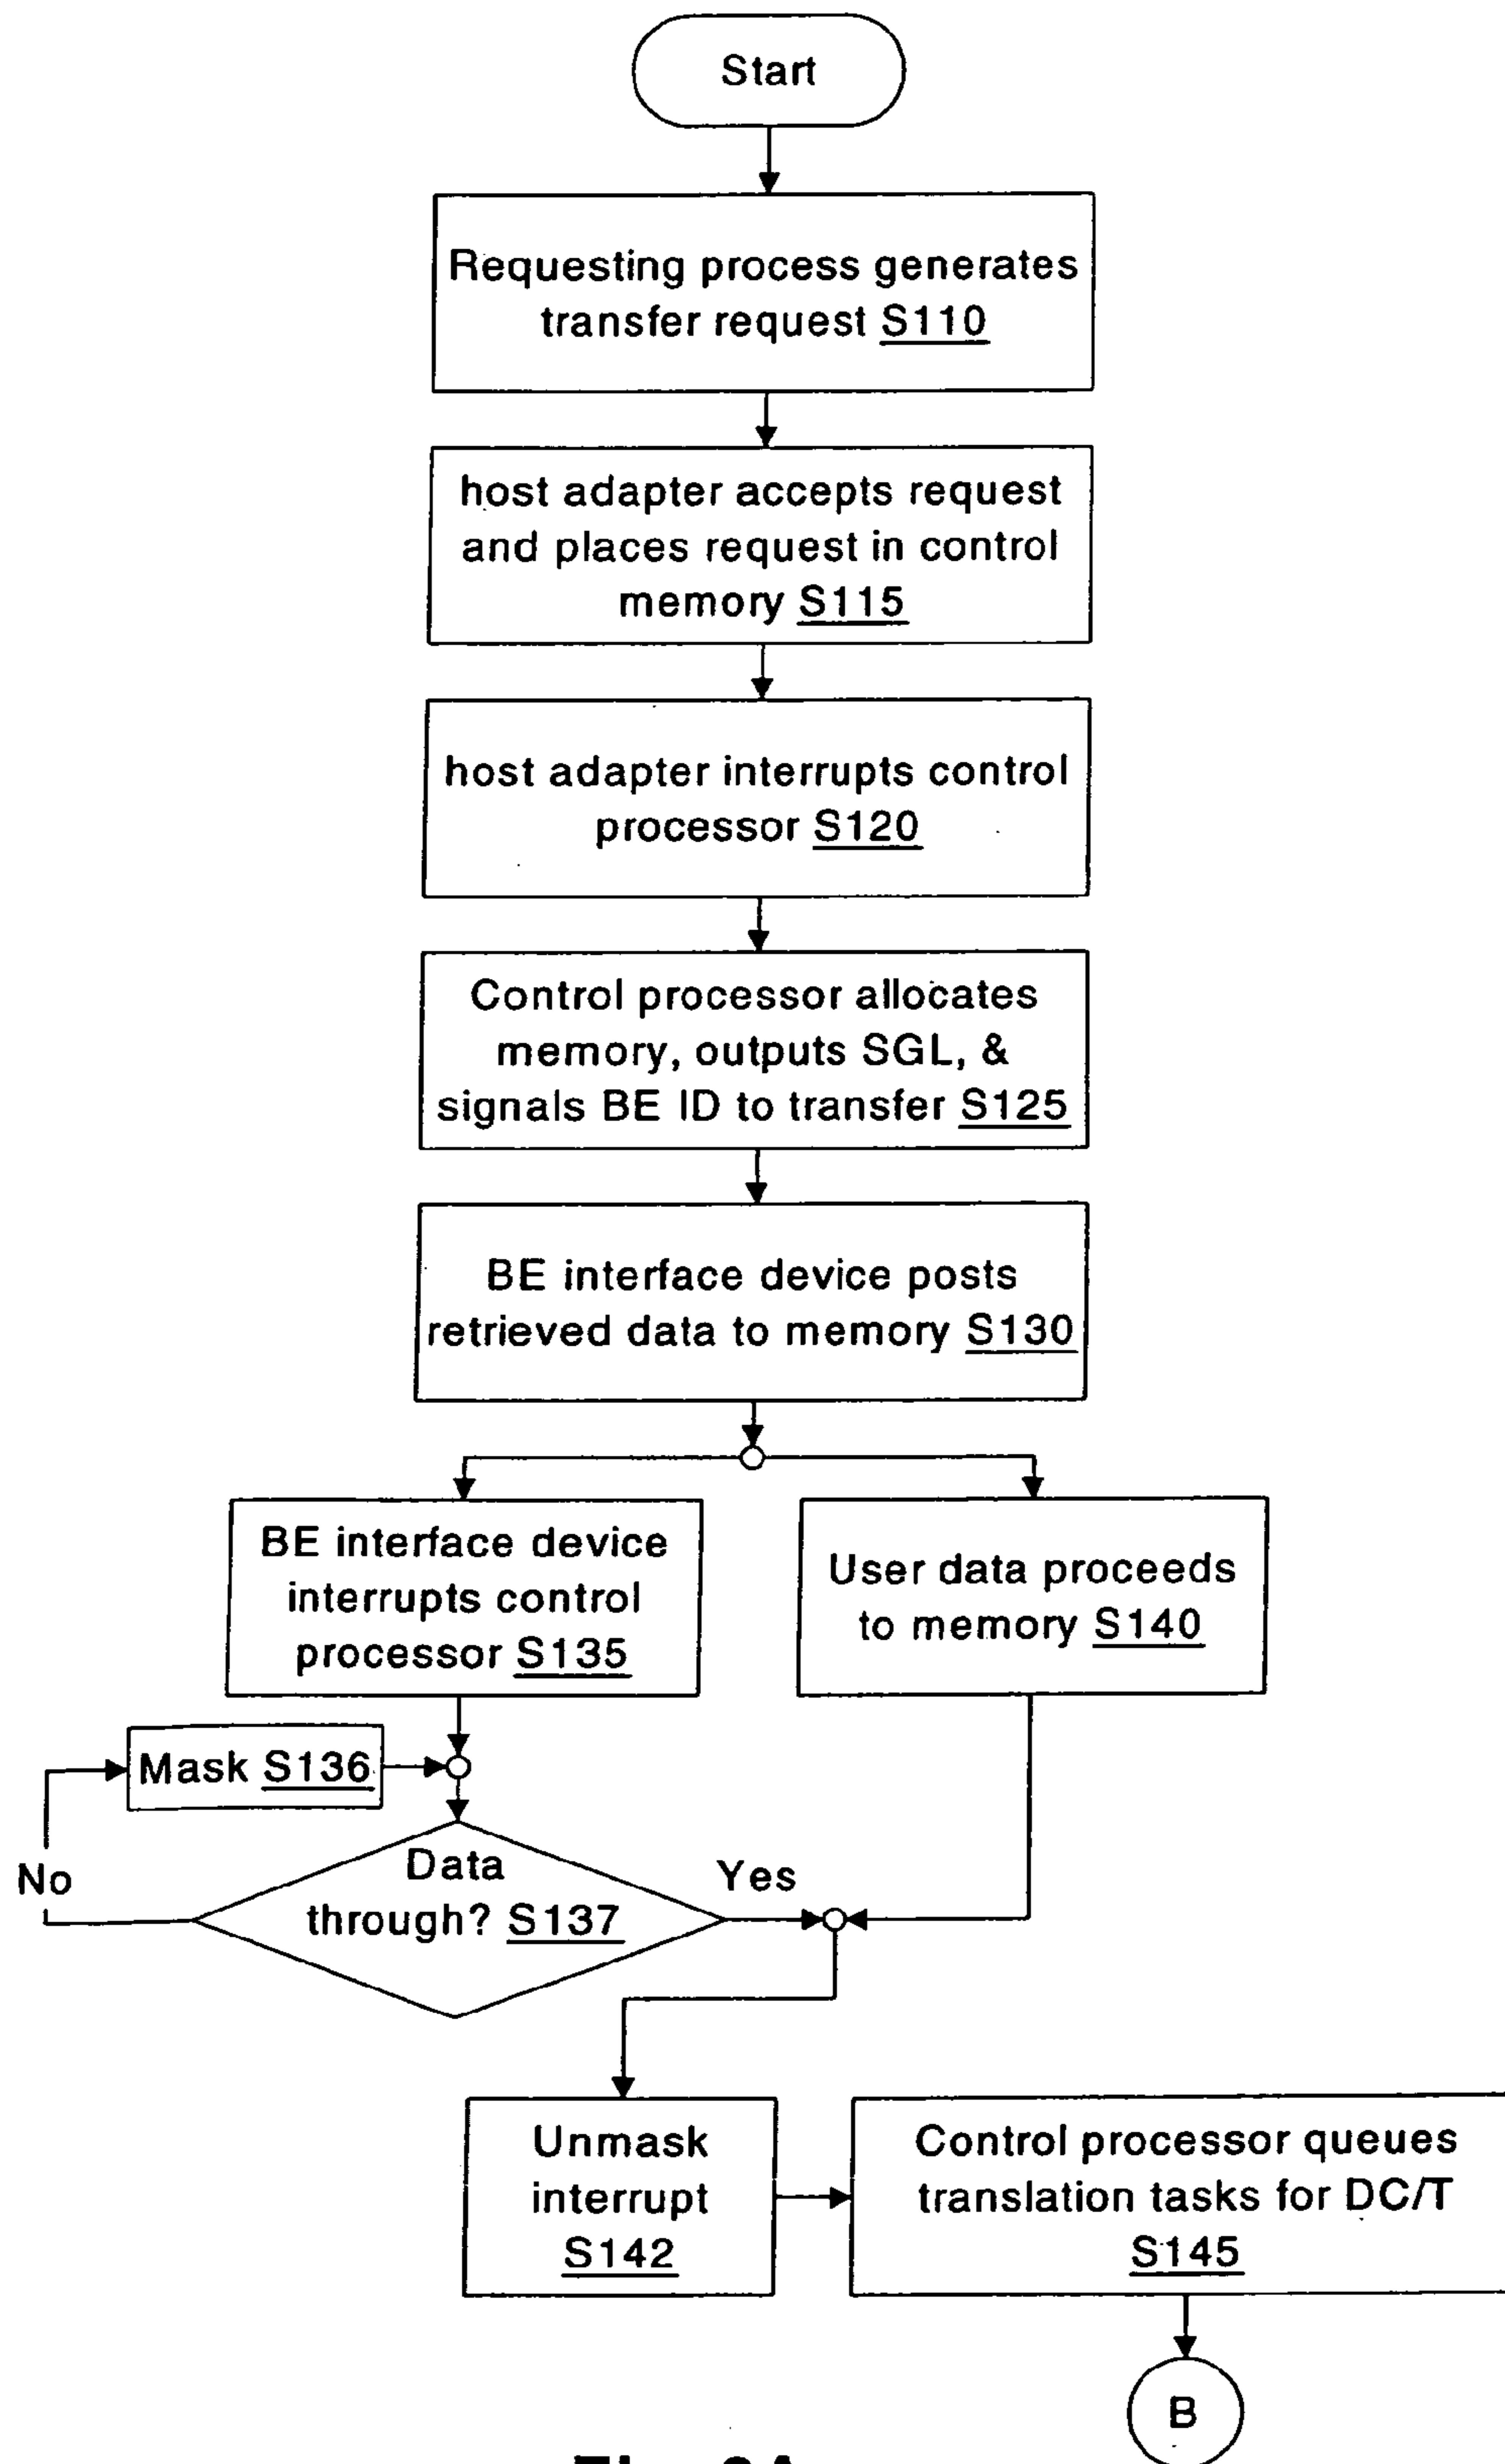 Start
Requesting process generates
transfer request S110
host adapter accepts request
and places request in control
memory S115
host adapter interrupts control
processor S120
Control processor allocates
memory, outputs SGL, &
signals BE ID to transfer S125
BE interface device posts
retrieved data to memory S130
BE interface device
interrupts control
processor S135
User data proceeds
to memory S140
Mask S136
No
Data
through? S137
Yes
Unmask
interrupt
S142
Control processor queues
translation tasks for DC/T
S145
B